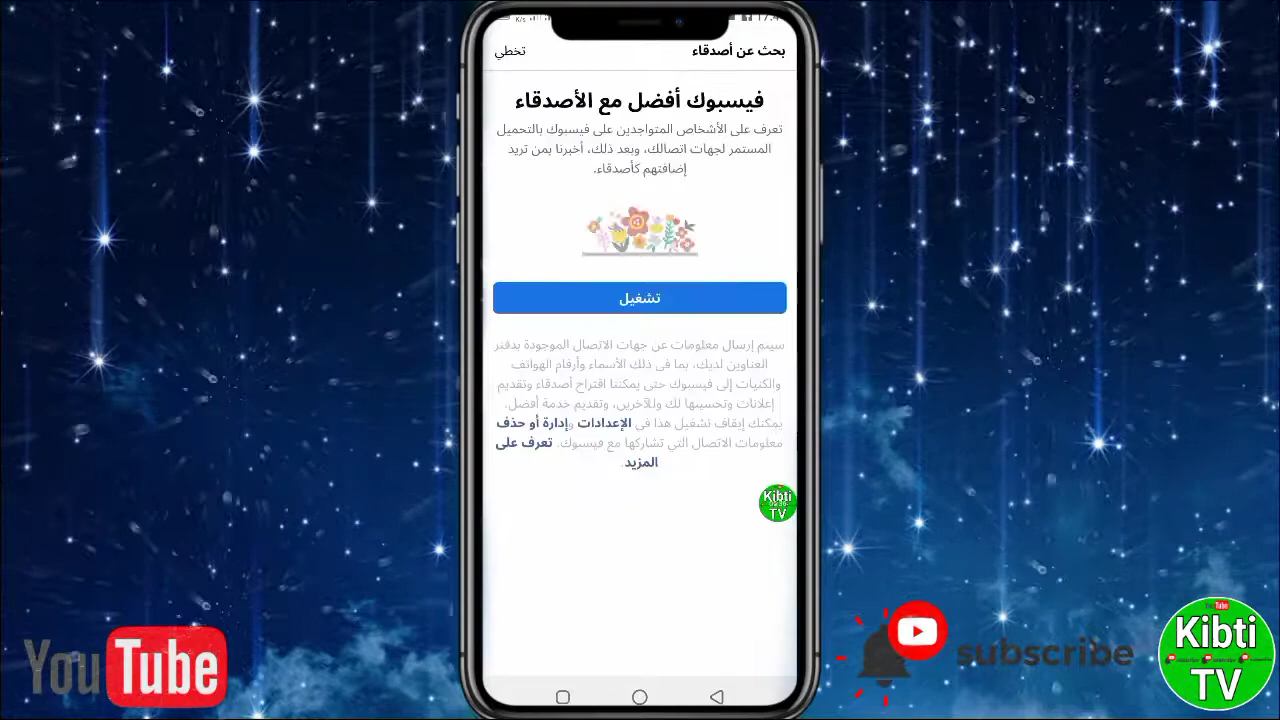 17:4
K/s
بحث عن أصدقاء
تخطي
فيسبوك أفضل مع الأصدقاء
تعرف على الأشخاص المتواجدين على فيسبوك بالتحميل
المستمر لجهات اتصالك، وبعد ذلك، أخبرنا بمن تريد
إضافتهم كأصدقاء.
تشغيل
سيتم إرسال معلومات عن جهات الاتصال الموجودة بدفتر
العناوين لديك، بما في ذلك الأسماء وأرقام الهواتف
والكنيات إلى فيسبوك حتى يمكننا اقتراح أصدقاء وتقديم
إعلانات وتحسينها لك وللآخرين، وتقديم خدمة أفضل.
يمكنك إيقاف تشغيل هذا في الإعدادات وإدارة أو حذف
معلومات الاتصال التي تشاركها مع فيسبوك. تعرف على
المزيد.
Kibti
TV
YouTube
subscribe
YouTube
Kibti
TV